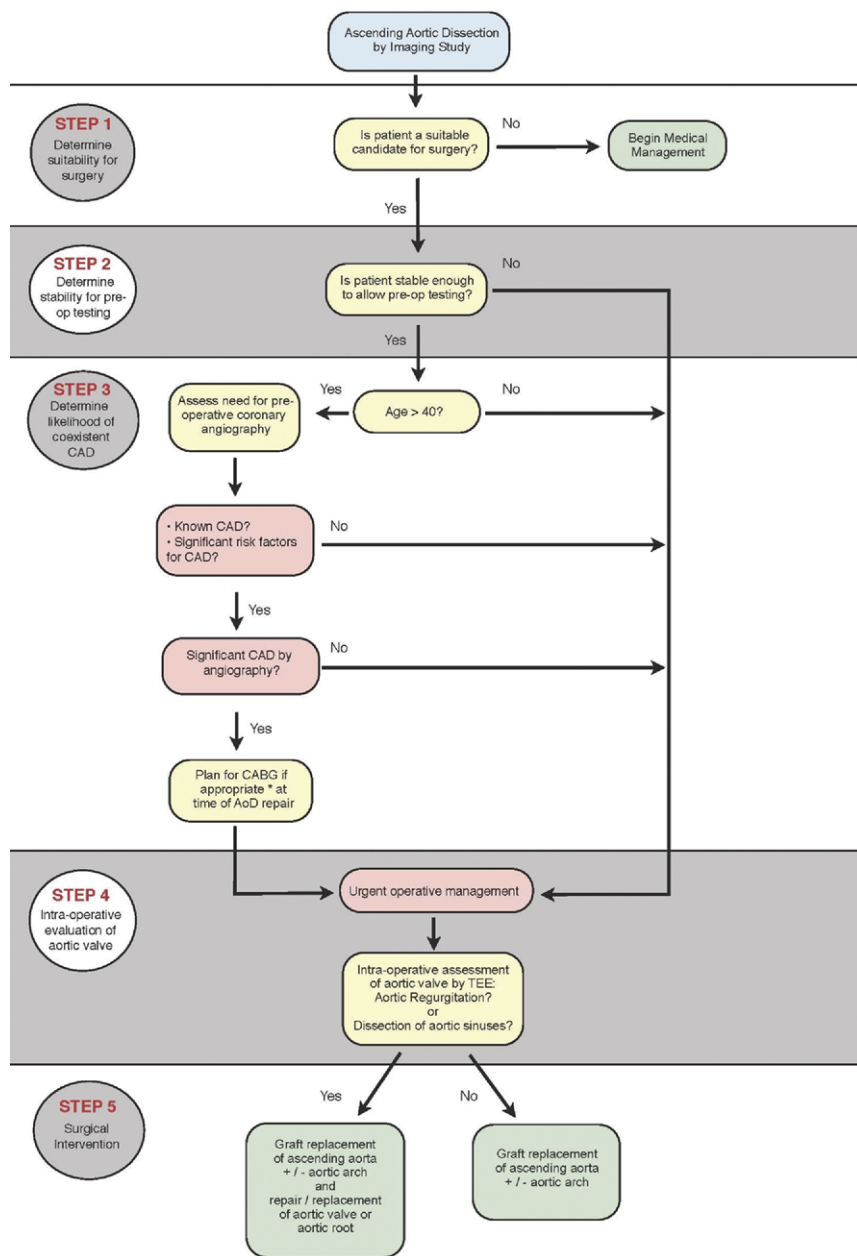 Ascending Aortic Dissection
by Imaging Study
STEP 1
Determine
suitability for
surgery
Is patient a suitable
candidate for surgery?
No
Begin Medical
Management
Yes
STEP 2
Determine
stability for pre-
op testing
Is patient stable enough
to allow pre-op testing?
No
Yes
STEP 3
Determine
likelihood of
coexistent
CAD
Assess need for pre-
operative coronary
angiography
Yes
Age > 40?
No
• Known CAD?
• Significant risk factors
for CAD?
No
Yes
Significant CAD by
angiography?
No
Yes
Plan for CABG if
appropriate * at
time of AoD repair
STEP 4
Intra-operative
evaluation of
aortic valve
Urgent operative management
Intra-operative assessment
of aortic valve by TEE:
Aortic Regurgitation?
or
Dissection of aortic sinuses?
STEP 5
Surgical
Intervention
Yes
No
Graft replacement
of ascending aorta
+ / - aortic arch
and
repair / replacement
of aortic valve or
aortic root
Graft replacement
of ascending aorta
+ / - aortic arch